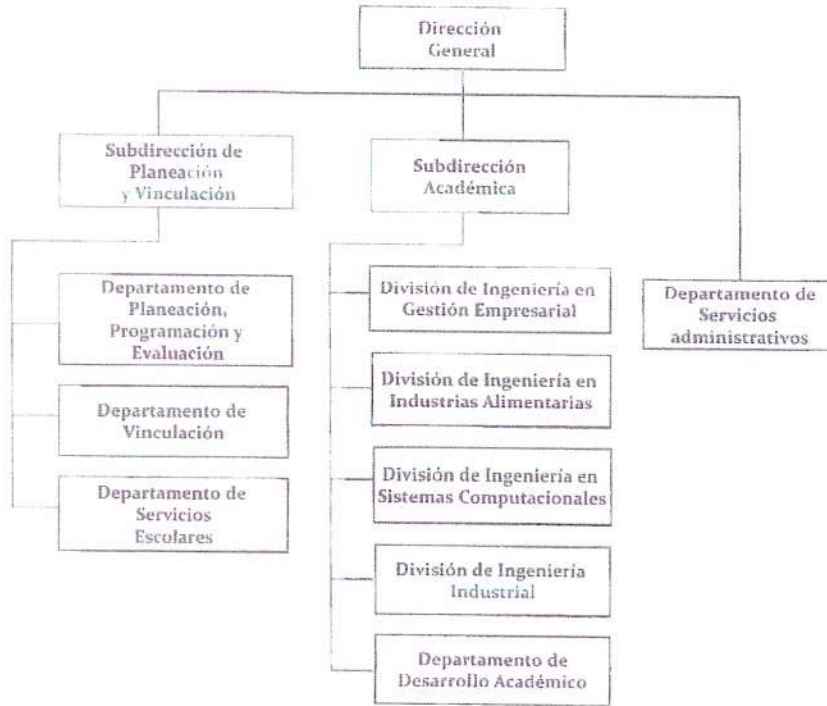 Dirección
General
Subdirección de
Planeación
y Vinculación
Subdirección
Académica
Departamento de
Planeación,
Programación y
Evaluación
Departamento de
Vinculación
Departamento de
Servicios
Escolares
División de Ingeniería en
Gestión Empresarial
División de Ingeniería en
Industrias Alimentarias
División de Ingeniería en
Sistemas Computacionales
División de Ingeniería
Industrial
Departamento de
Desarrollo Académico
Departamento de
Servicios
administrativos